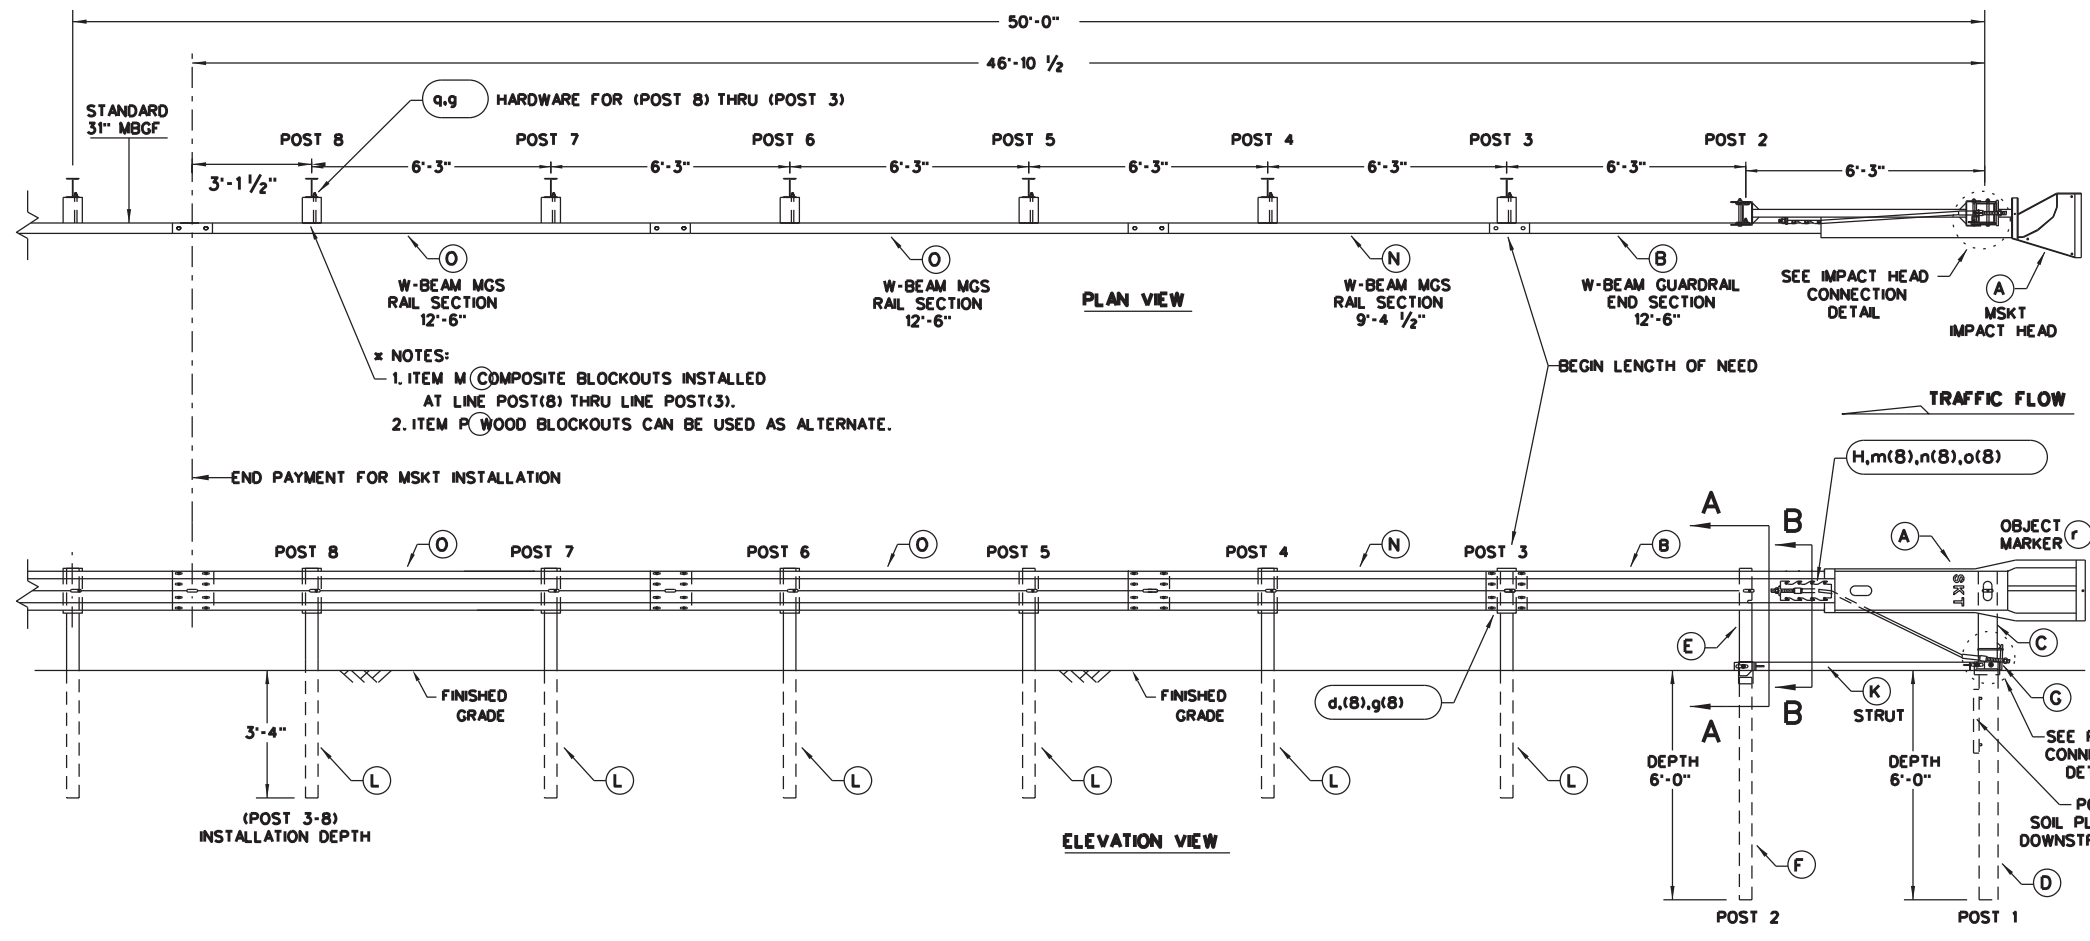 50'-0"
46'-10 1/2
q,g HARDWARE FOR (POST 8) THRU (POST 3)
STANDARD
31" MBGF
POST 8
POST 7
POST 6
POST 5
POST 4
POST 3
POST 2
3'-1 1/2"
6'-3"
6'-3"
6'-3"
6'-3"
6'-3"
6'-3"
6'-3"
O
W-BEAM MGS
RAIL SECTION
12'-6"
O
W-BEAM MGS
RAIL SECTION
12'-6"
PLAN VIEW
N
W-BEAM MGS
RAIL SECTION
9'-4 1/2"
B
W-BEAM GUARDRAIL
END SECTION
12'-6"
SEE IMPACT HEAD
CONNECTION
DETAIL
A
MSKT
IMPACT HEAD
* NOTES:
1. ITEM M COMPOSITE BLOCKOUTS INSTALLED
AT LINE POST(8) THRU LINE POST(3).
2. ITEM P WOOD BLOCKOUTS CAN BE USED AS ALTERNATE.
BEGIN LENGTH OF NEED
TRAFFIC FLOW
END PAYMENT FOR MSKT INSTALLATION
H,m(8),n(8),o(8)
A
B
A
OBJECT
MARKER r
POST 8
O
POST 7
POST 6
O
POST 5
POST 4
N
POST 3
B
SKT
E
C
FINISHED
GRADE
FINISHED
GRADE
d,(8),g(8)
A
B
K
STRUT
G
3'-4"
L
L
L
L
L
L
DEPTH
6'-0"
DEPTH
6'-0"
SEE P
CONNE
DET
PO
SOIL PL
DOWNSTR
(POST 3-8)
INSTALLATION DEPTH
ELEVATION VIEW
F
D
POST 2
POST 1